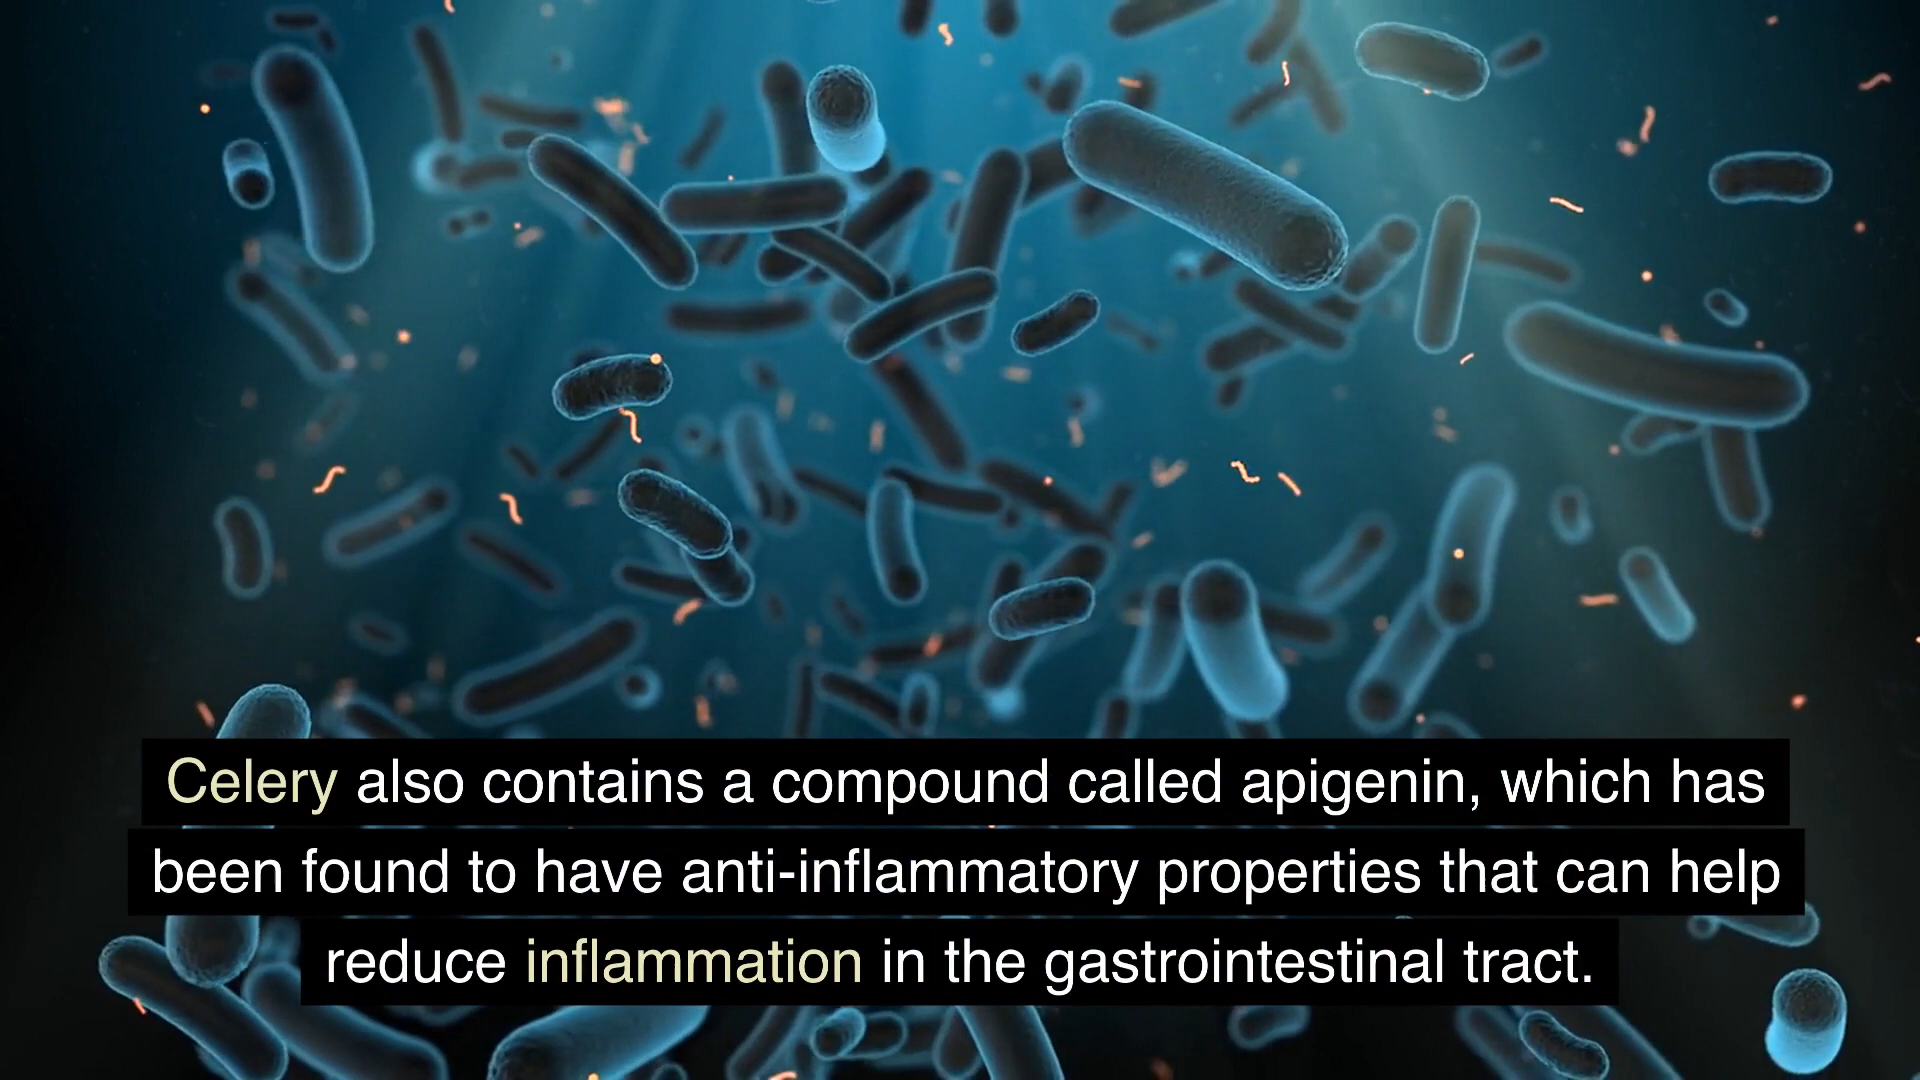 Celery also contains a compound called apigenin, which has
been found to have anti-inflammatory properties that can help
reduce inflammation in the gastrointestinal tract.